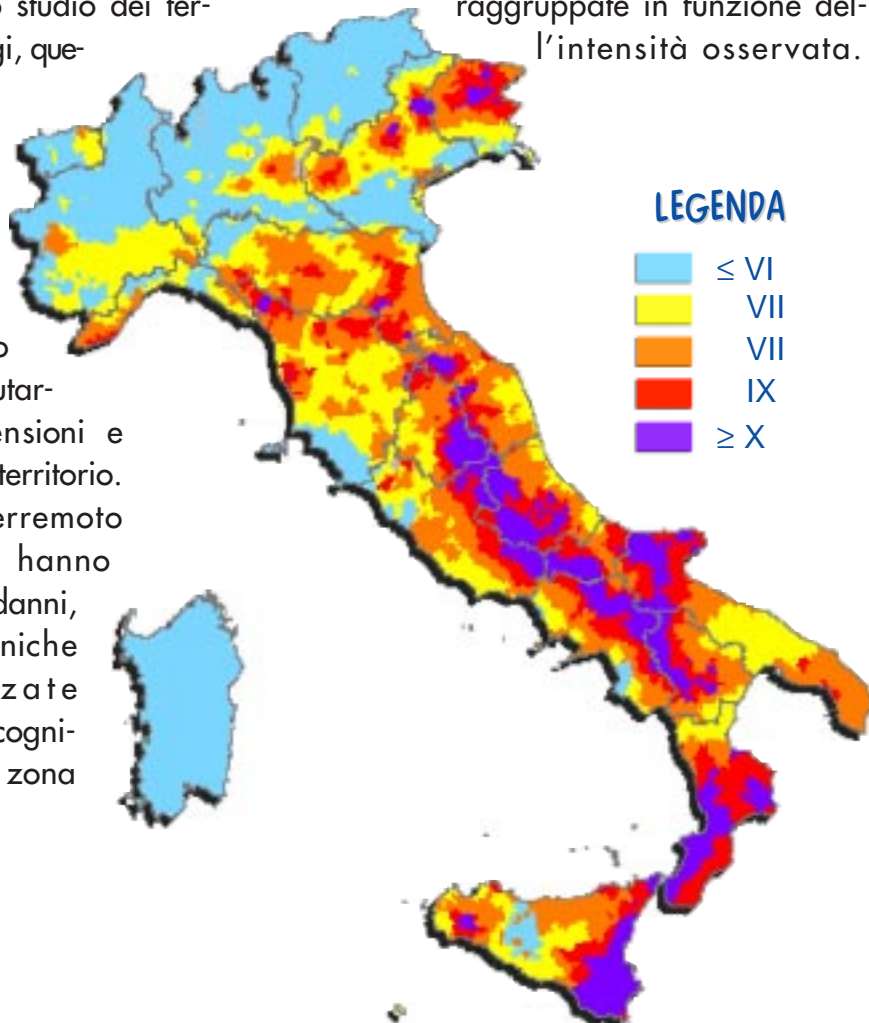 studio dei ter-
gi, que-
raggruppate in funzione del-
l'intensità osservata.
LEGENDA
≤ VI
VII
VII
IX
≥ X
o
utar-
ensioni e
territorio.
erremoto
hanno
danni,
niche
zzate
cogni-
zona